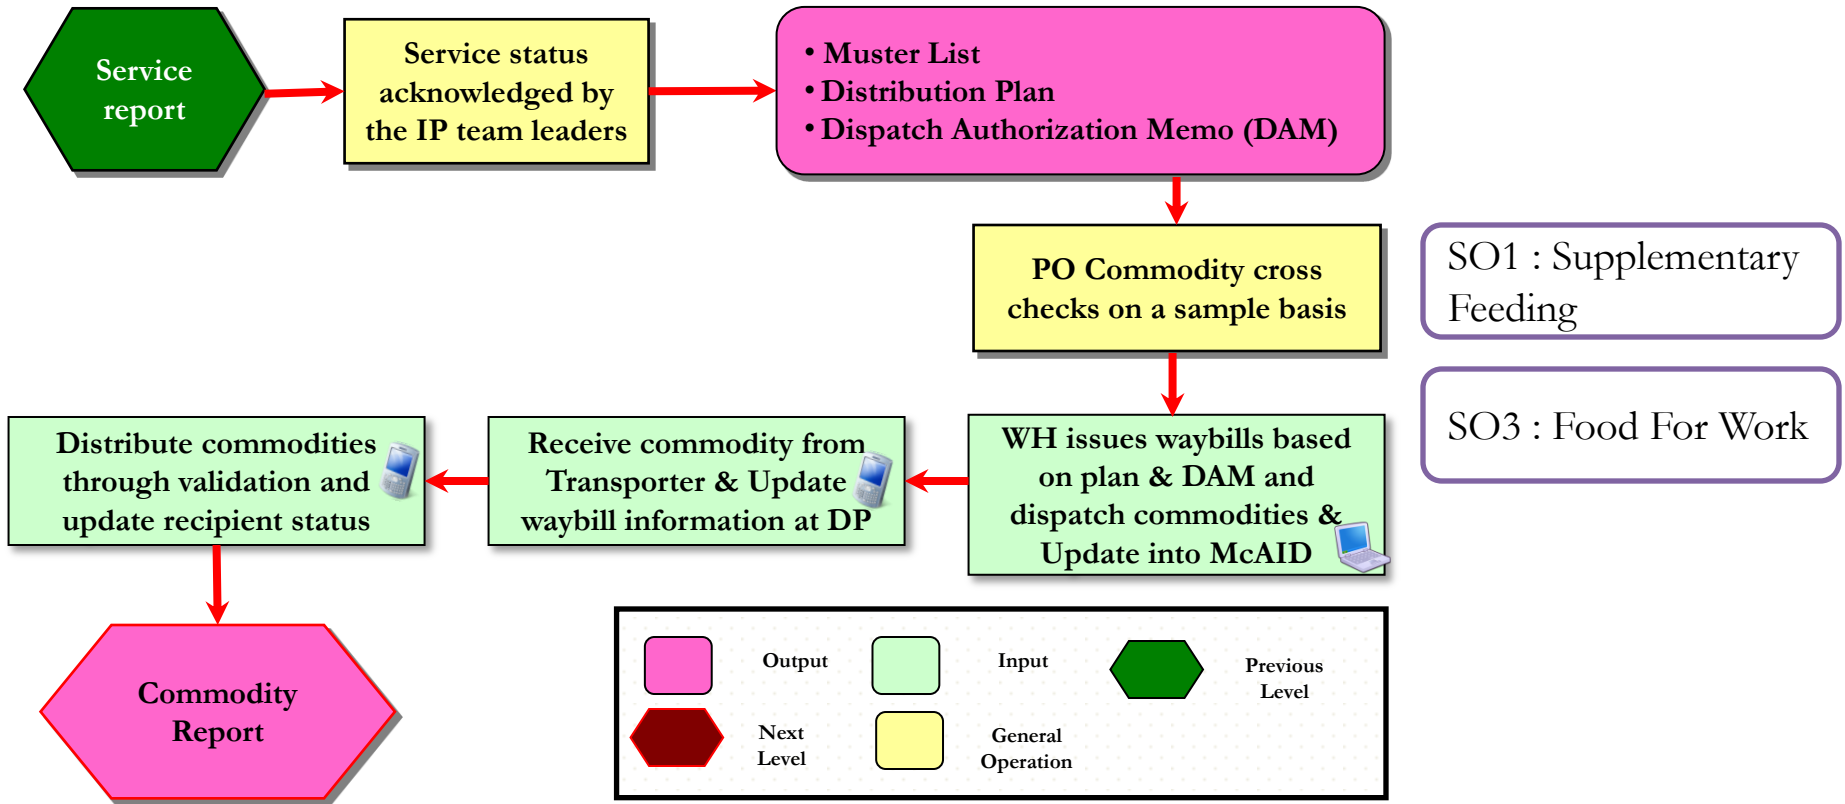 Service
report
Service status
acknowledged by
the IP team leaders
• Muster List
• Distribution Plan
• Dispatch Authorization Memo (DAM)
PO Commodity cross
checks on a sample basis
SO1 : Supplementary
Feeding
SO3 : Food For Work
WH issues waybills based
on plan & DAM and
dispatch commodities &
Update into McAID
Receive commodity from
Transporter & Update
waybill information at DP
Distribute commodities
through validation and
update recipient status
Commodity
Report
Output
Input
Previous
Level
Next
Level
General
Operation